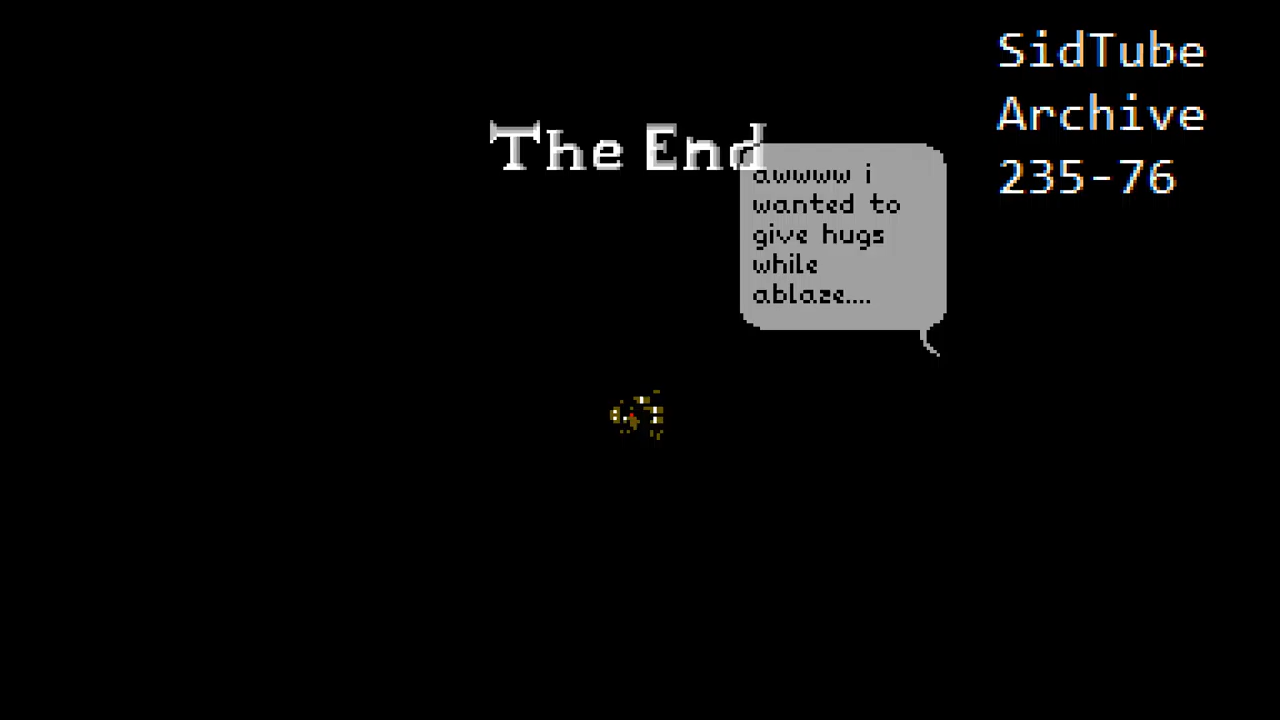 The End
awwww i
wanted to
give hugs
while
ablaze....
SidTube
Archive
235-76